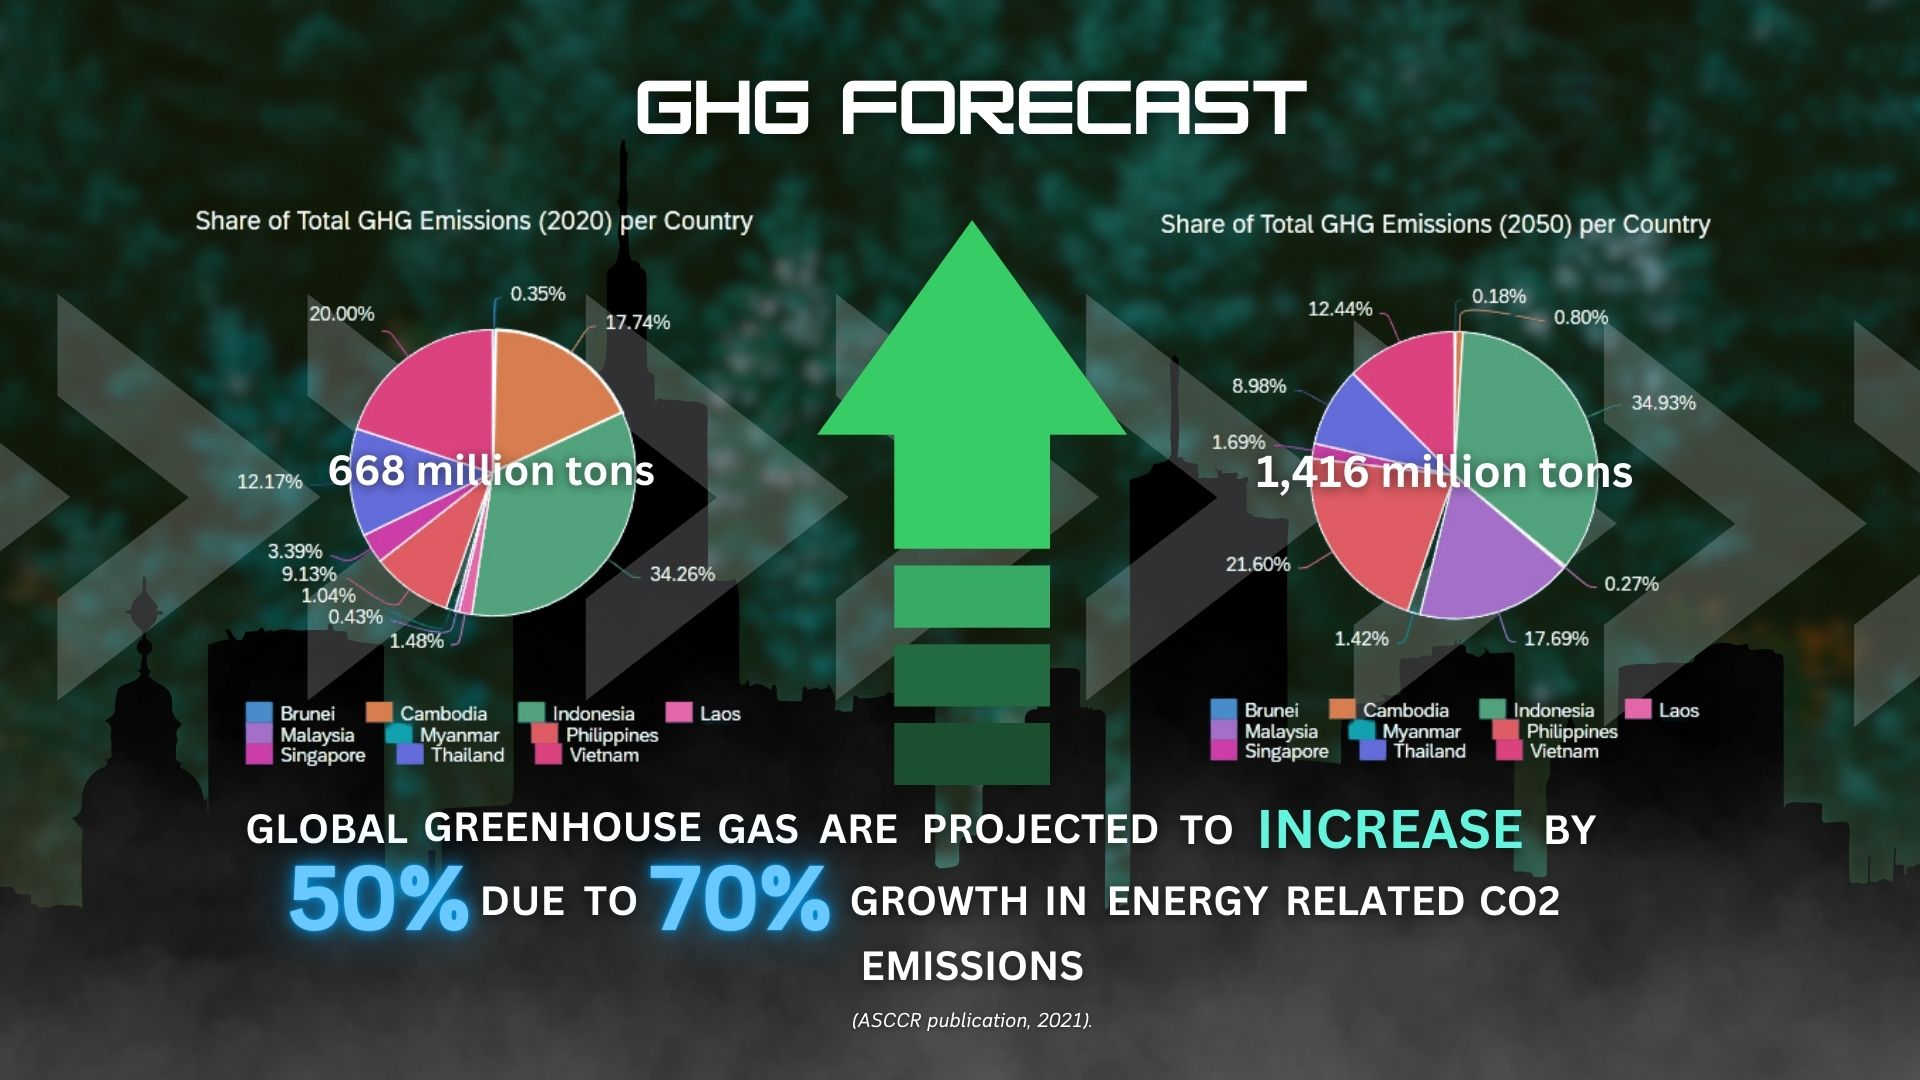 GHG FORECAST
Share of Total GHG Emissions (2020) per Country
0.35%
17.74%
20.00%
668 million tons
12.17%
3.39%
9.13%
1.04%
0.43%
1.48%
34.26%
Brunei Cambodia Indonesia Laos
Malaysia Myanmar Philippines
Singapore Thailand Vietnam
Share of Total GHG Emissions (2050) per Country
0.18%
0.80%
12.44%
8.98%
34.93%
1.69%
1,416 million tons
21.60%
0.27%
1.42%
17.69%
Brunei Cambodia Indonesia Laos
Malaysia Myanmar Philippines
Singapore Thailand Vietnam
GLOBAL GREENHOUSE GAS ARE PROJECTED TO INCREASE BY
50% DUE TO 70% GROWTH IN ENERGY RELATED CO2
EMISSIONS
(ASCCR publication, 2021).